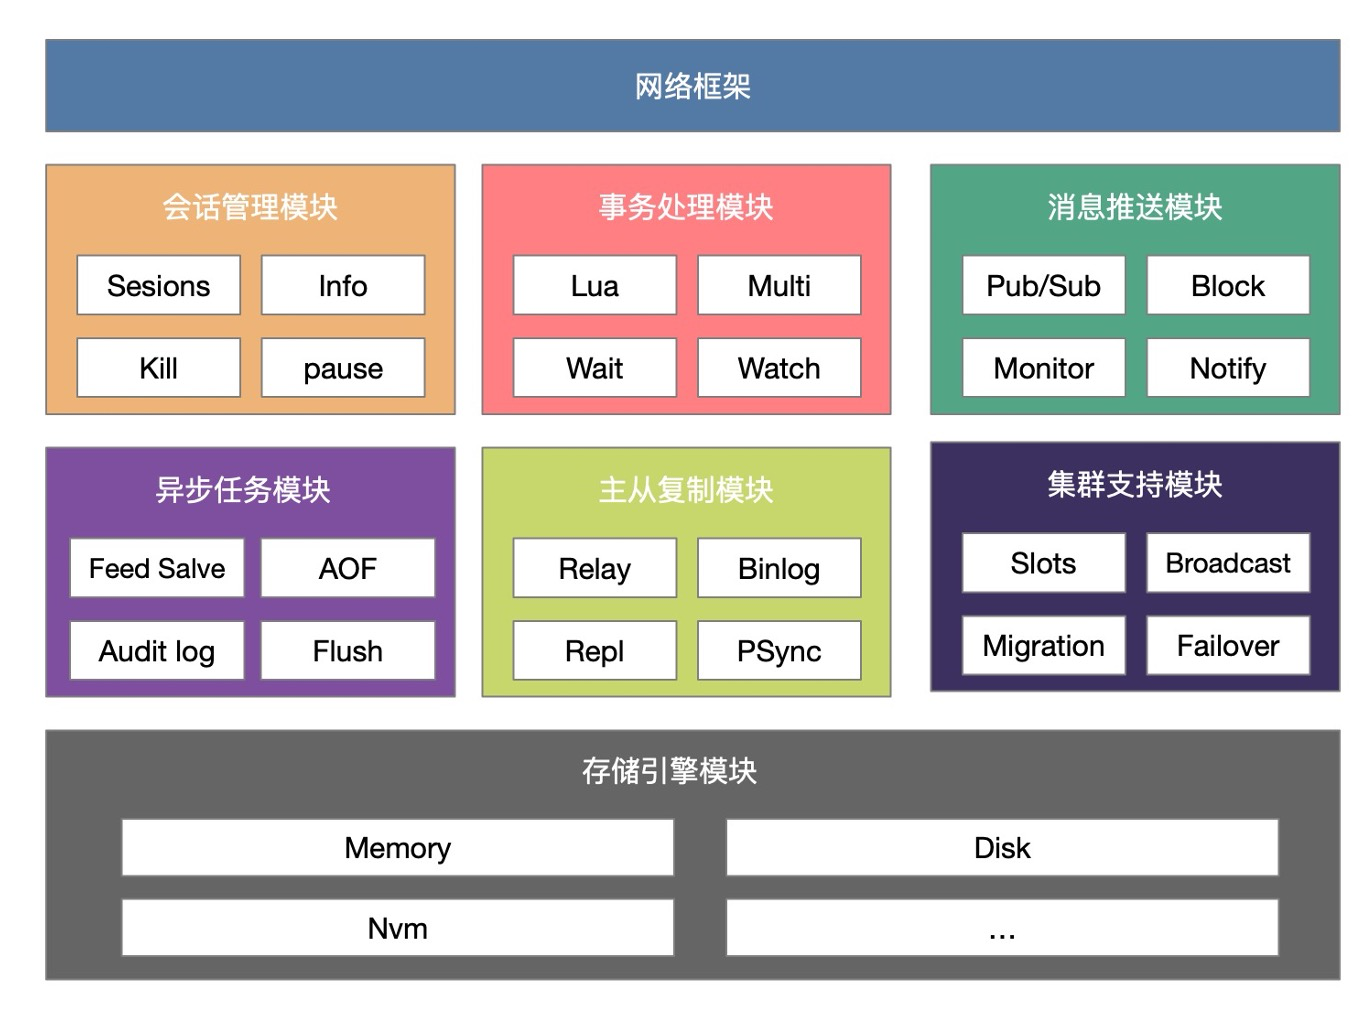 网络框架
会话管理模块
Sesions
Info
Kill
pause
事务处理模块
Lua
Multi
Wait
Watch
消息推送模块
Pub/Sub
Block
Monitor
Notify
异步任务模块
Feed Salve
AOF
Audit log
Flush
主从复制模块
Relay
Binlog
Repl
PSync
集群支持模块
Slots
Broadcast
Migration
Failover
存储引擎模块
Memory
Disk
Nvm
...